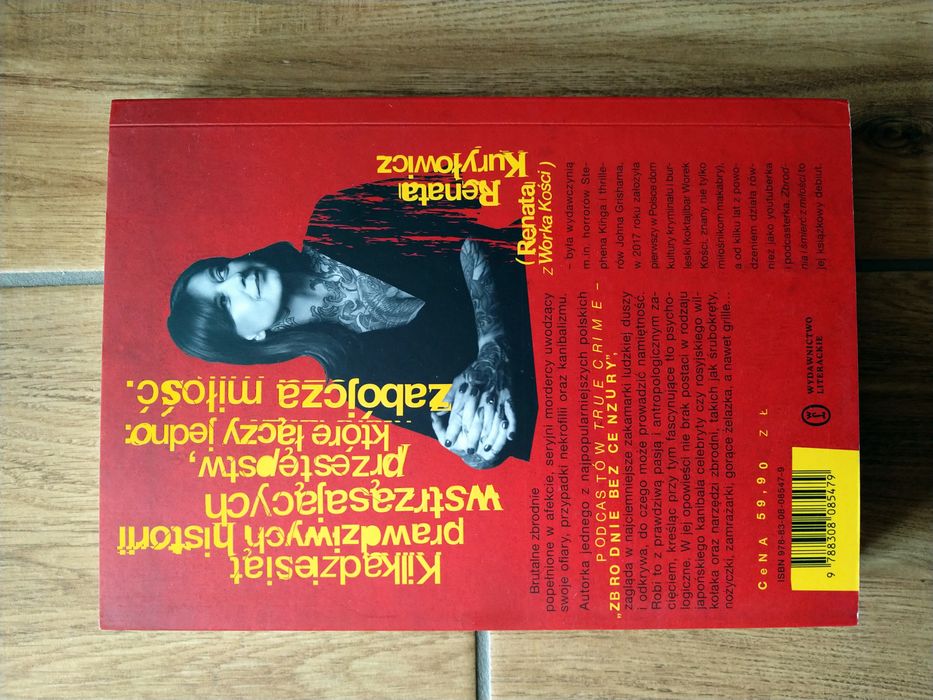 Kilkadziesiąt
prawdziwych historii
wstrząsających
przestępstw,
które łączy jedno:
zabójcza miłość.
Renata
Kuryłowicz
(Renata
z Worka Kości)
– była wydawczynią
m.in. horrorów Ste-
phena Kinga i thrille-
rów Johna Grishama,
w 2017 roku założyła
pierwszy w Polsce dom
kultury kryminału i bur-
leski (koktajlbar Worek
Kości, znany nie tylko
miłośnikom makabry),
a od kilku lat z powo-
dzeniem działa rów-
nież jako youtuberka
i podcasterka. Zbrod-
nia i śmierć z miłości to
jej książkowy debiut.
Brutalne zbrodnie
popełnione w afekcie, seryjni mordercy uwodzący
swoje ofiary, przypadki nekrofilii oraz kanibalizmu.
Autorka jednego z najpopularniejszych polskich
PODCASTÓW TRUE CRIME –
„ZBRODNIE BEZ CENZURY",
zagląda w najciemniejsze zakamarki ludzkiej duszy
i odkrywa, do czego może prowadzić namiętność.
Robi to z prawdziwą pasją i antropologicznym za-
cięciem, kreśląc przy tym fascynujące tło psycho-
logiczne. W jej opowieści nie brak postaci w rodzaju
japońskiego kanibala celebryty czy rosyjskiego wil-
kołaka oraz narzędzi zbrodni, takich jak śrubokręty,
nożyczki, zamrażarki, gorące żelazka, a nawet grille...
CeNA 59,90 ZŁ
ISBN 978-83-08-08547-9
9 788308 085479
WL
WYDAWNICTWO
LITERACKIE